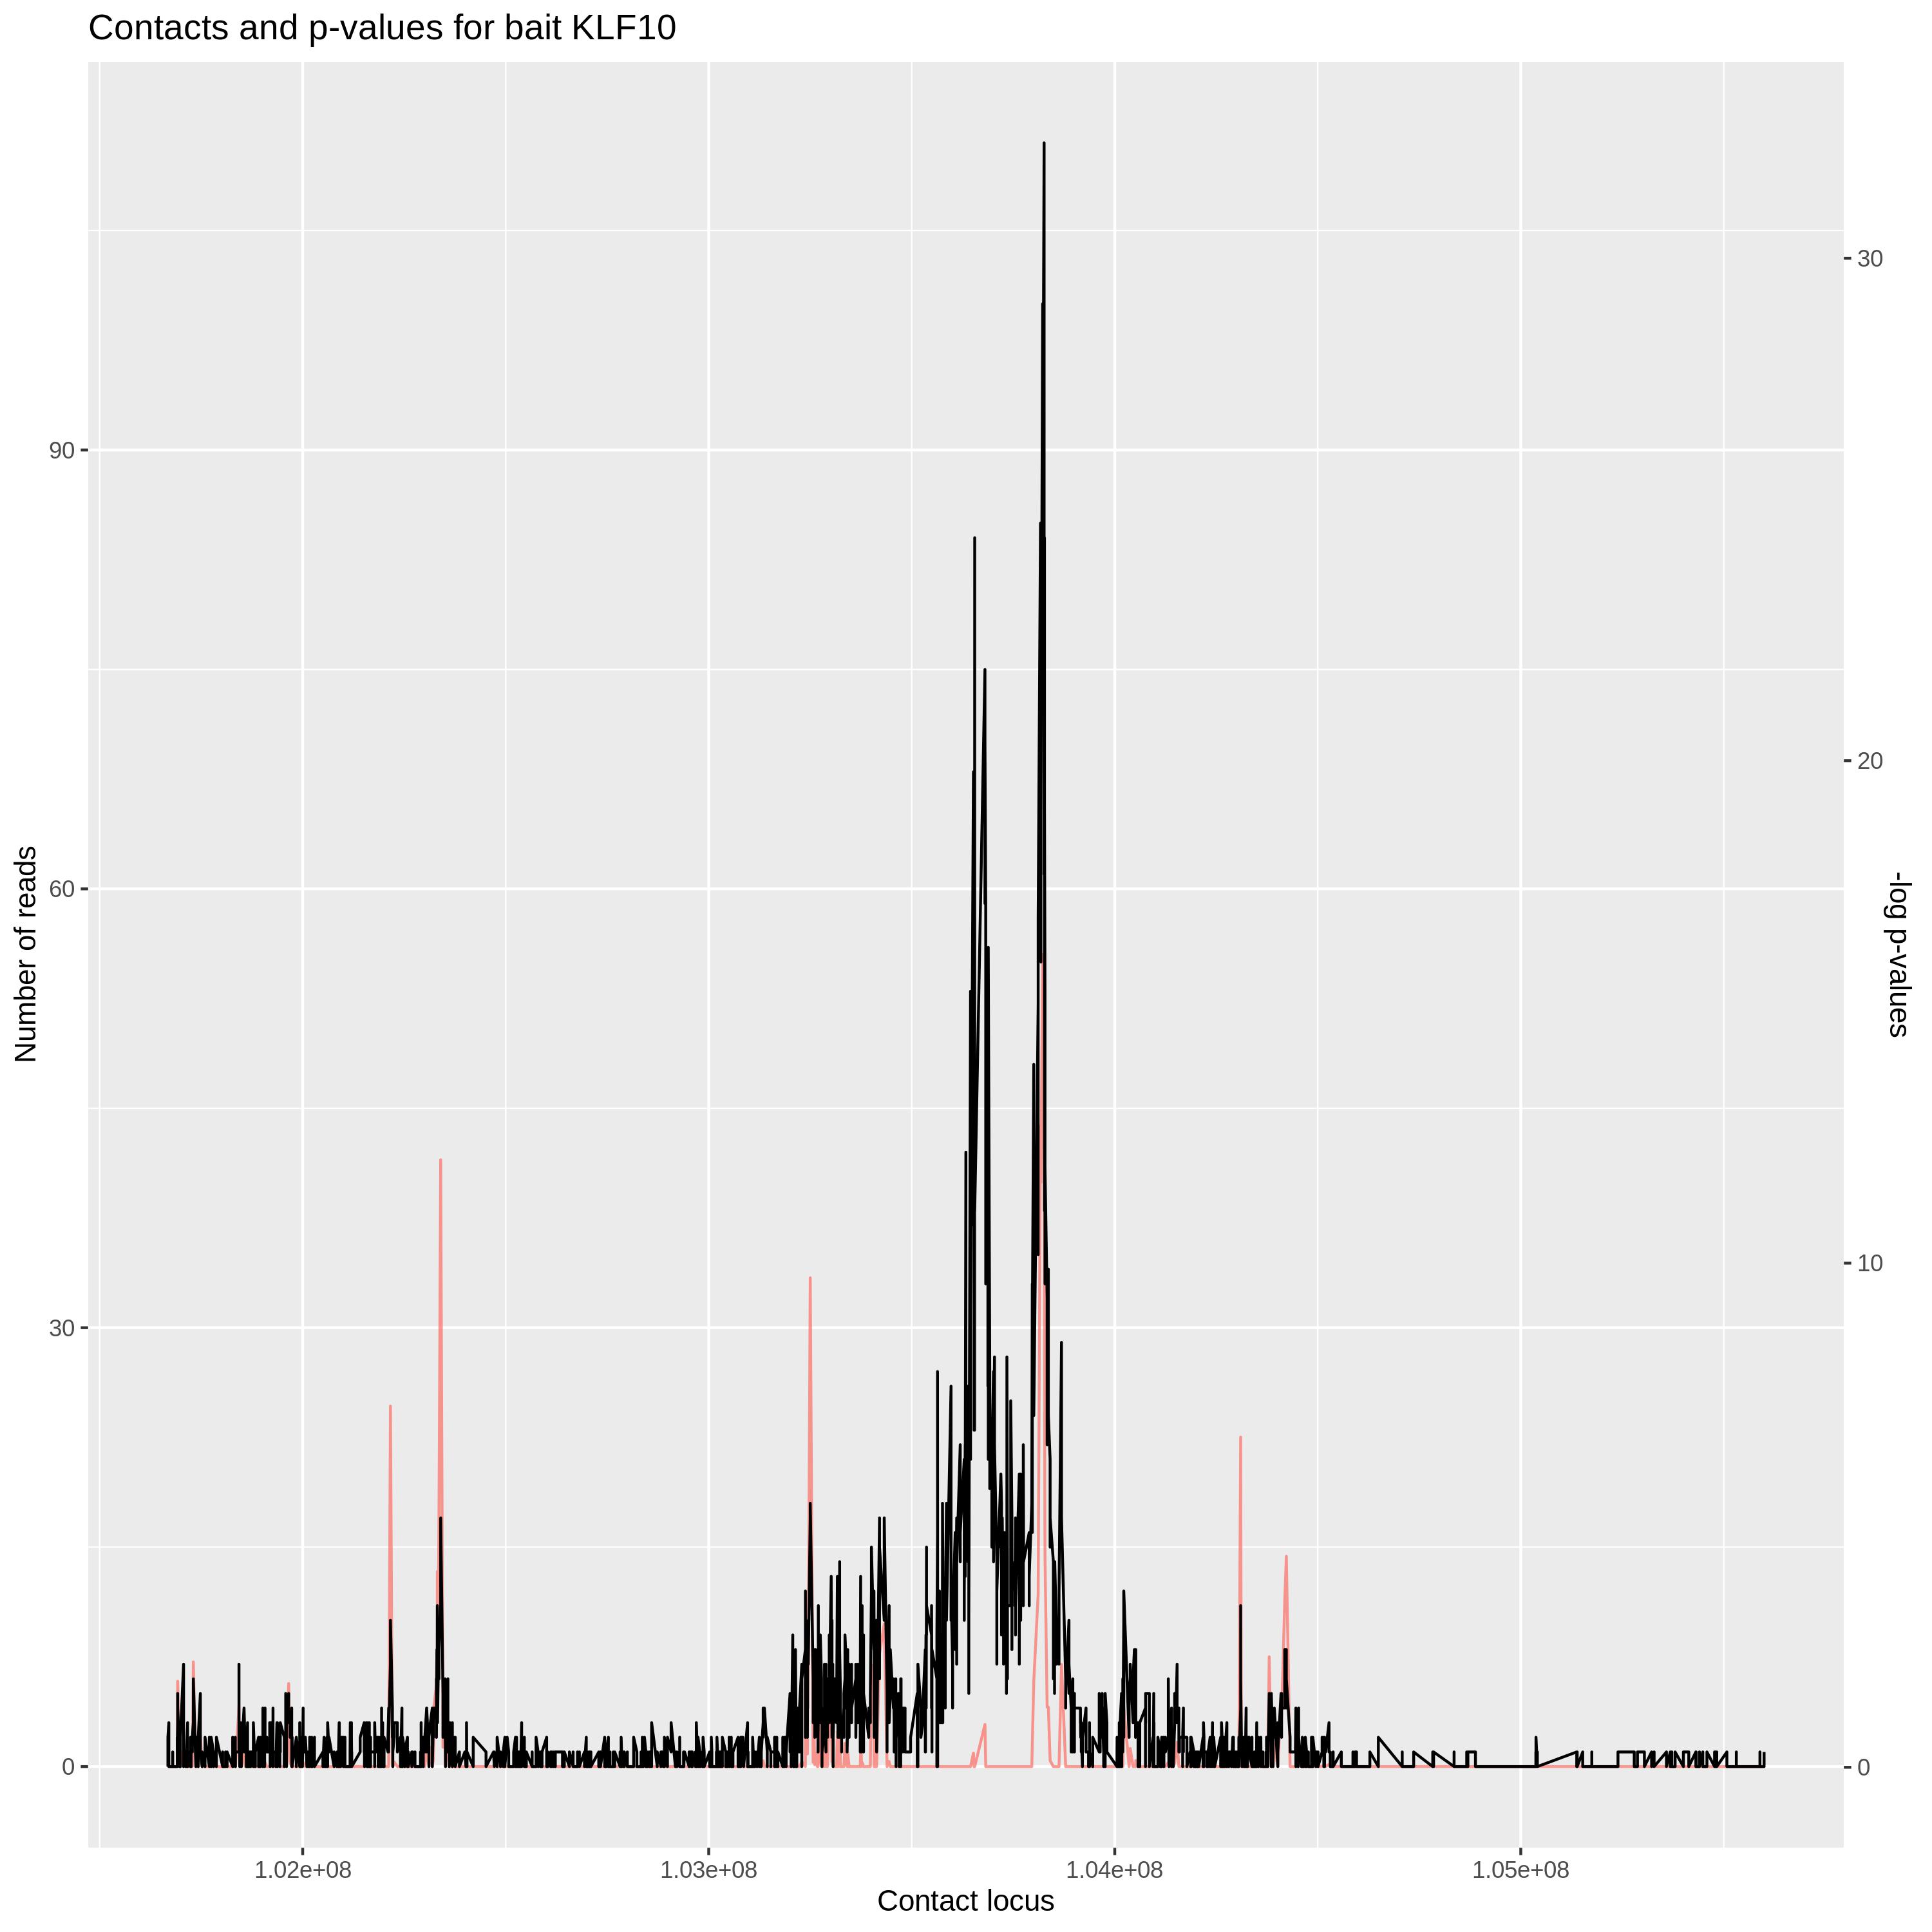 Contacts and p-values for bait KLF10
Number of reads
90
60
30
0
30
20
10
0
-log p-values
1.02e+08 1.03e+08 1.04e+08 1.05e+08
Contact locus